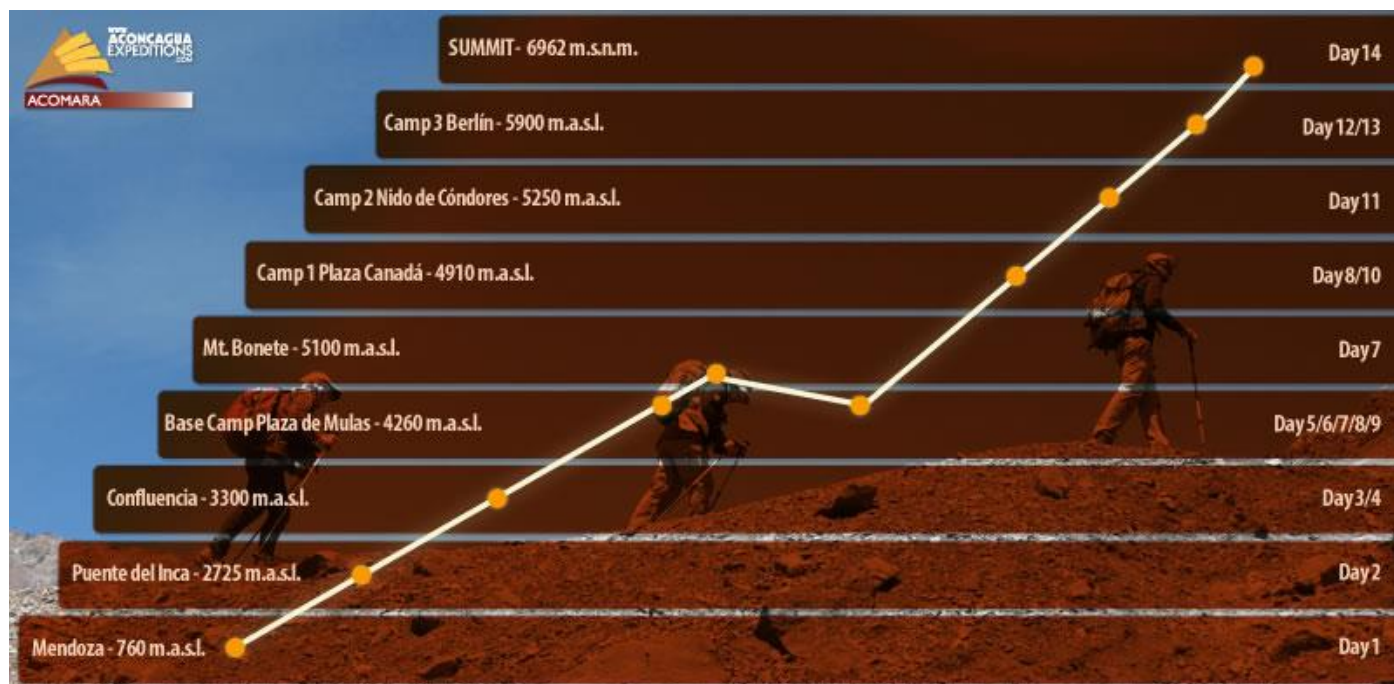 www
ACONCAGUA
EXPEDITIONS
.COM
ACOMARA
SUMMIT- 6962 m.s.n.m. Day 14
Camp 3 Berlín - 5900 m.a.s.l. Day 12/13
Camp 2 Nido de Cóndores - 5250 m.a.s.l. Day 11
Camp 1 Plaza Canadá - 4910 m.a.s.l. Day 8/10
Mt. Bonete - 5100 m.a.s.l. Day 7
Base Camp Plaza de Mulas - 4260 m.a.s.l. Day 5/6/7/8/9
Confluencia - 3300 m.a.s.l. Day 3/4
Puente del Inca - 2725 m.a.s.l. Day 2
Mendoza - 760 m.a.s.l. Day 1